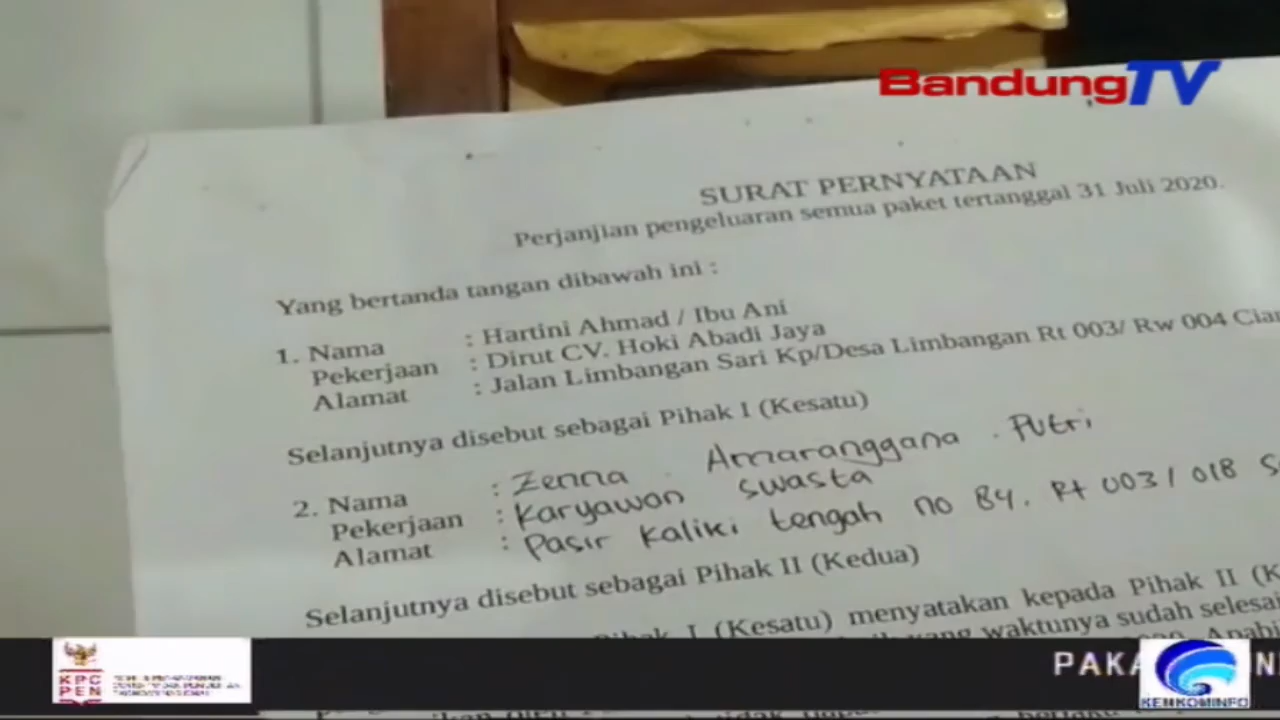 BandungTV
SURAT PERNYATAAN
Perjanjian pengeluaran semua paket tertanggal 31 Juli 2020.
Yang bertanda tangan dibawah ini :
1. Nama : Hartini Ahmad / Ibu Ani
Pekerjaan : Dirut CV. Hoki Abadi Jaya
Alamat : Jalan Limbangan Sari Kp/Desa Limbangan Rt 003/ Rw 004 Cian
Selanjutnya disebut sebagai Pihak I (Kesatu)
2. Nama : Zenna Amaranggana Putri
Pekerjaan : Karyawan swasta
Alamat : Pasir Kaliki tengah no 84. Rt 003/ 018
Selanjutnya disebut sebagai Pihak II (Kedua)
I (Kesatu) menyatakan kepada Pihak II (K
waktunya sudah selesai
PAKA
KPC
PEN
KEMKOMINFO